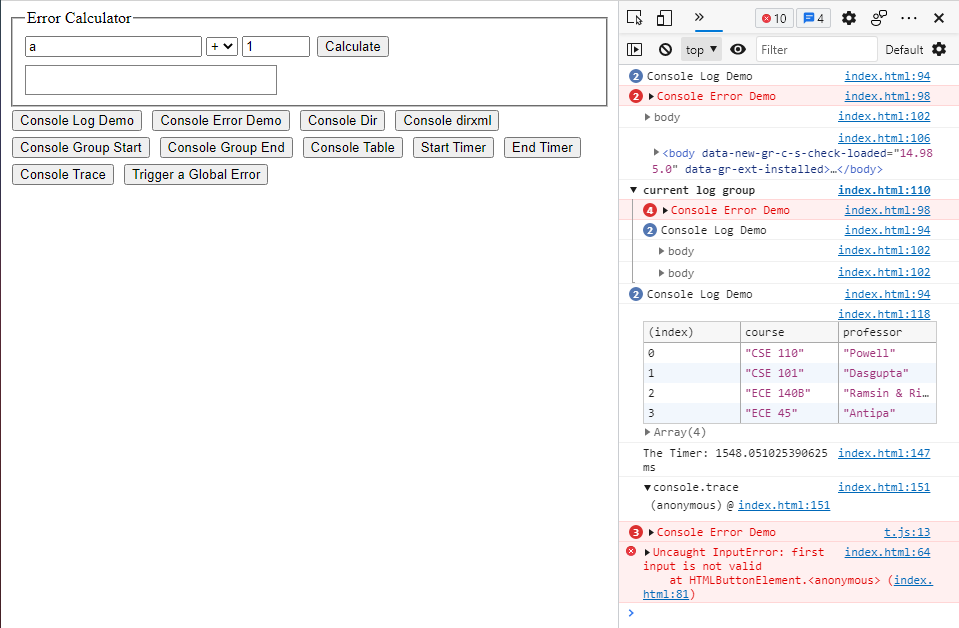 Error Calculator
a + 1 Calculate
Console Log Demo Console Error Demo Console Dir Console dirxml
Console Group Start Console Group End Console Table Start Timer End Timer
Console Trace Trigger a Global Error
» 10 4
top Filter Default
2 Console Log Demo index.html:94
2 Console Error Demo index.html:98
body index.html:102
index.html:106
<body data-new-gr-c-s-check-loaded="14.98
5.0" data-gr-ext-installed>…</body>
current log group index.html:110
4 Console Error Demo index.html:98
2 Console Log Demo index.html:94
body index.html:102
body index.html:102
2 Console Log Demo index.html:94
index.html:118
(index) course professor
0 "CSE 110" "Powell"
1 "CSE 101" "Dasgupta"
2 "ECE 140B" "Ramsin & Ri…
3 "ECE 45" "Antipa"
Array(4)
The Timer: 1548.051025390625 index.html:147
ms
console.trace index.html:151
(anonymous) @ index.html:151
3 Console Error Demo t.js:13
Uncaught InputError: first index.html:64
input is not valid
at HTMLButtonElement.<anonymous> (index.
html:81)